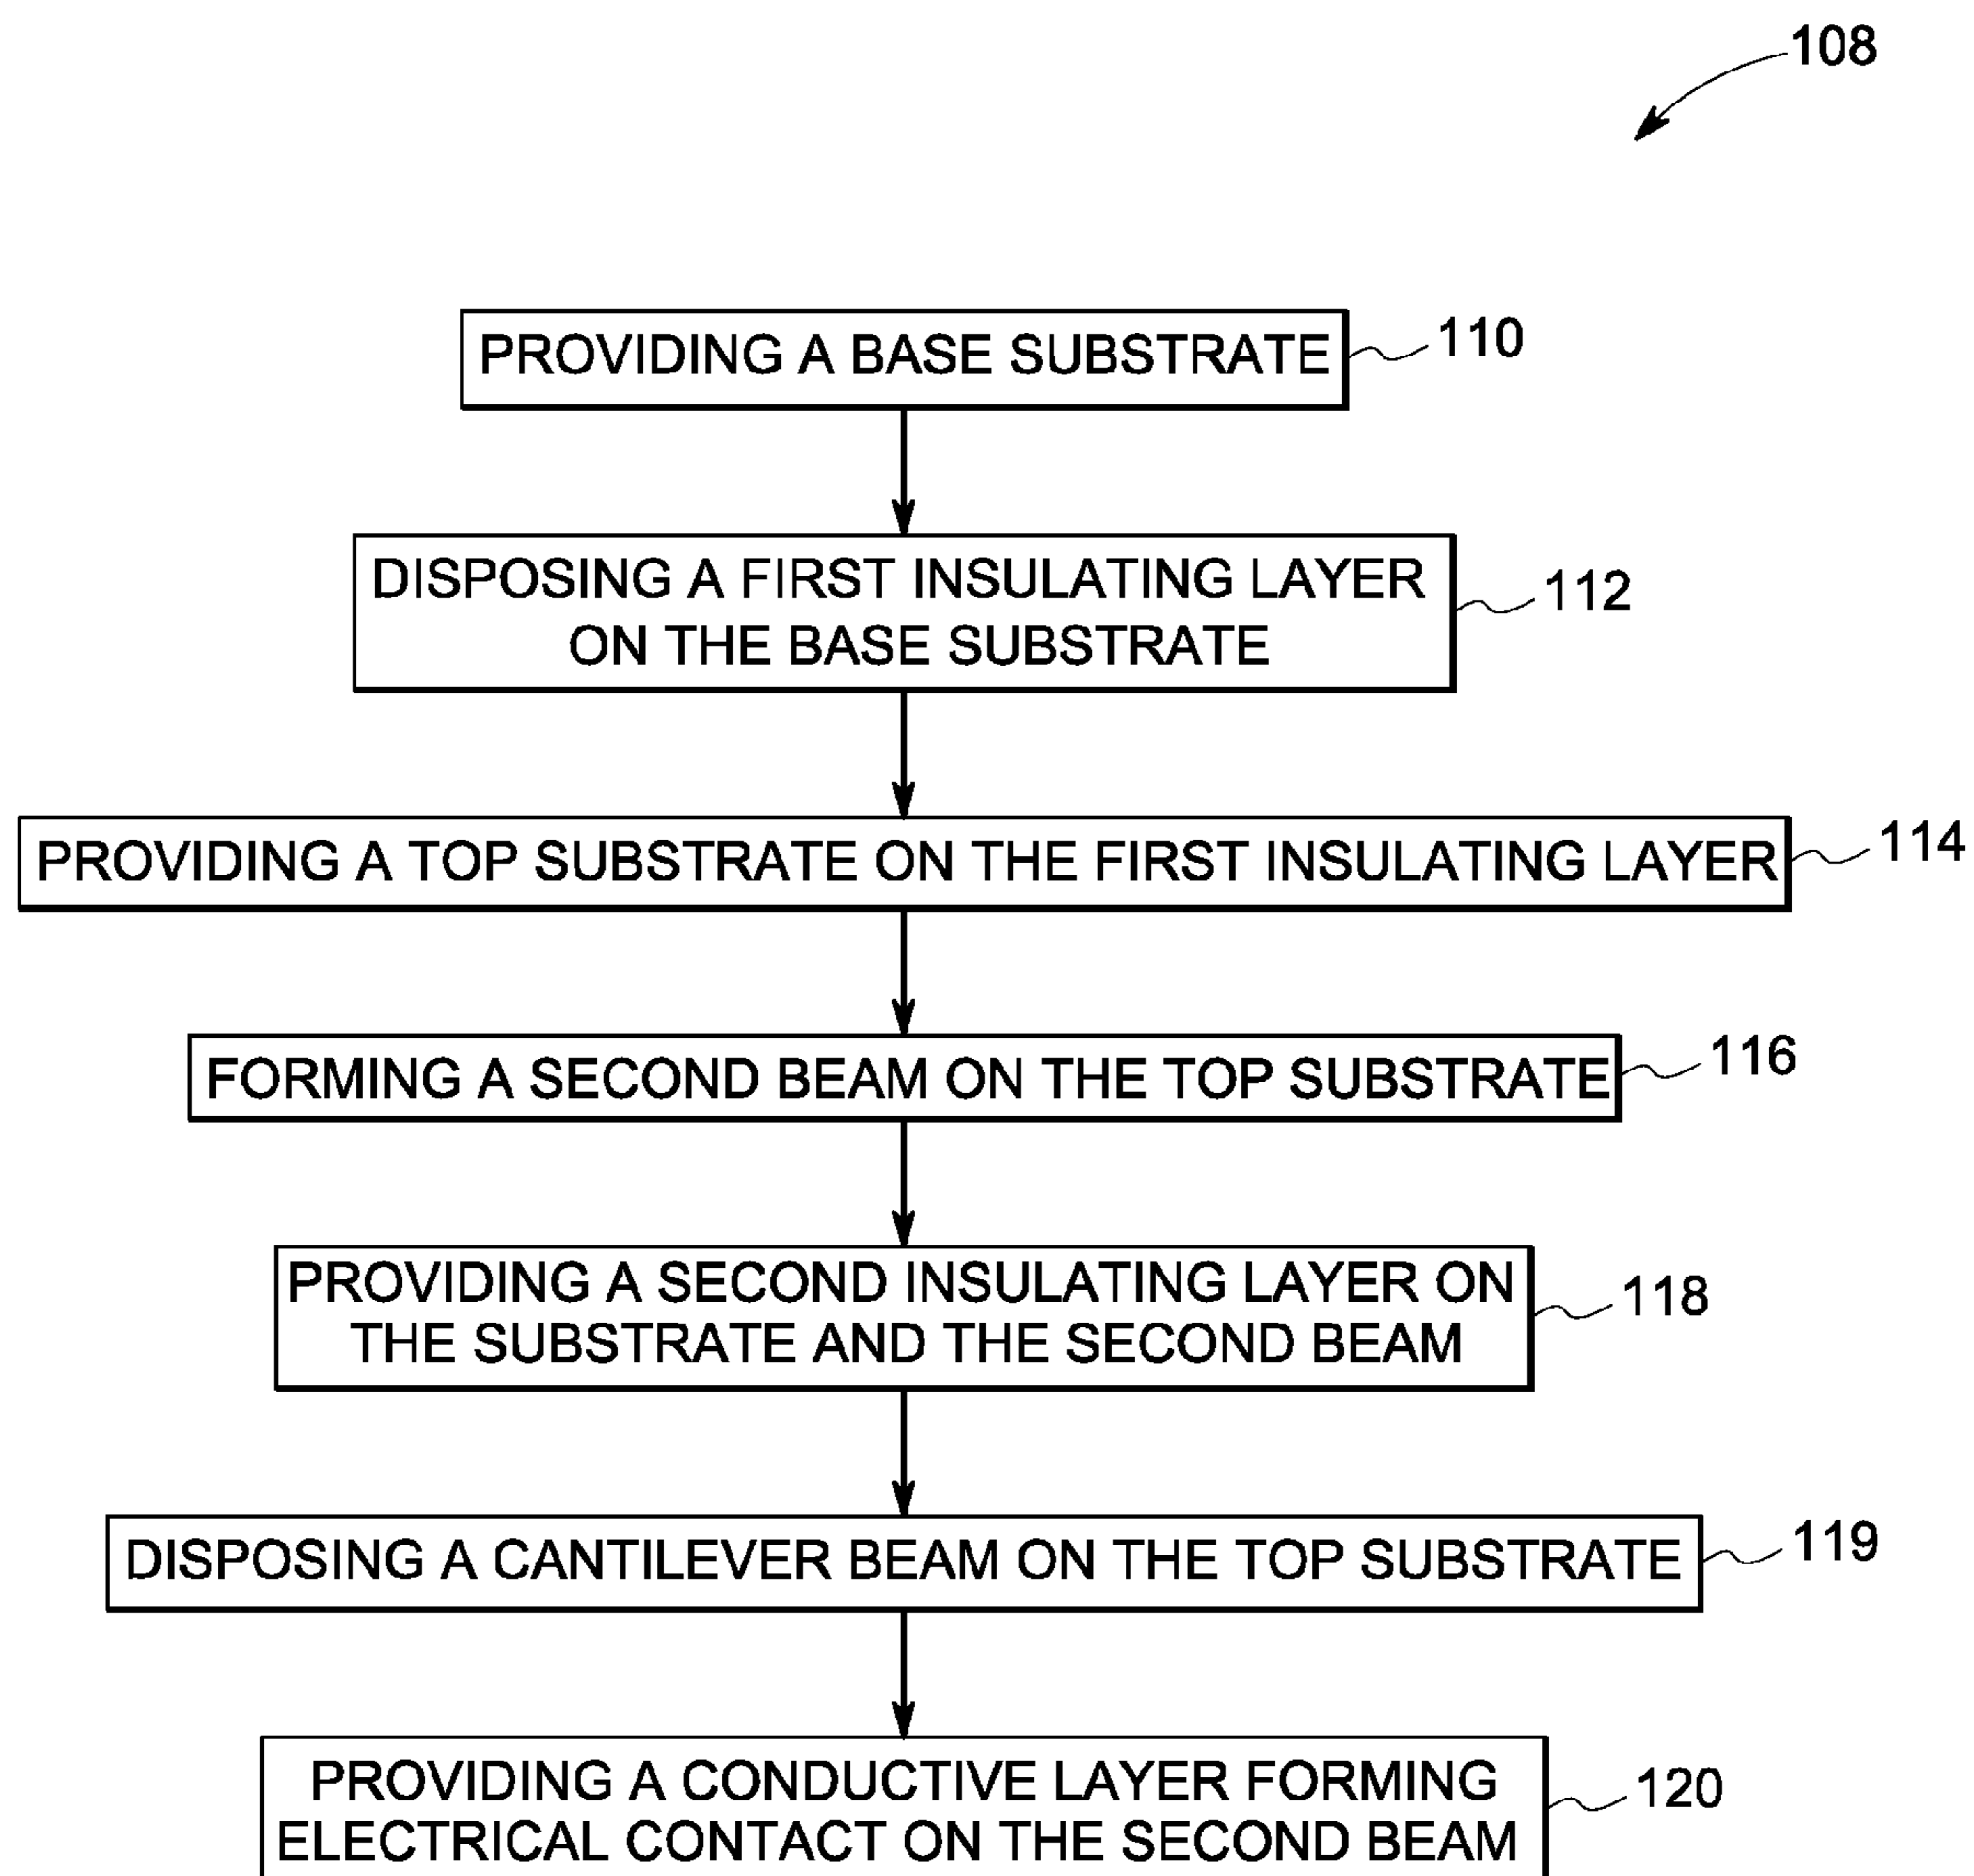 108
PROVIDING A BASE SUBSTRATE
110
DISPOSING A FIRST INSULATING LAYER
ON THE BASE SUBSTRATE
112
PROVIDING A TOP SUBSTRATE ON THE FIRST INSULATING LAYER
114
FORMING A SECOND BEAM ON THE TOP SUBSTRATE
116
PROVIDING A SECOND INSULATING LAYER ON
THE SUBSTRATE AND THE SECOND BEAM
118
DISPOSING A CANTILEVER BEAM ON THE TOP SUBSTRATE
119
PROVIDING A CONDUCTIVE LAYER FORMING
ELECTRICAL CONTACT ON THE SECOND BEAM
120